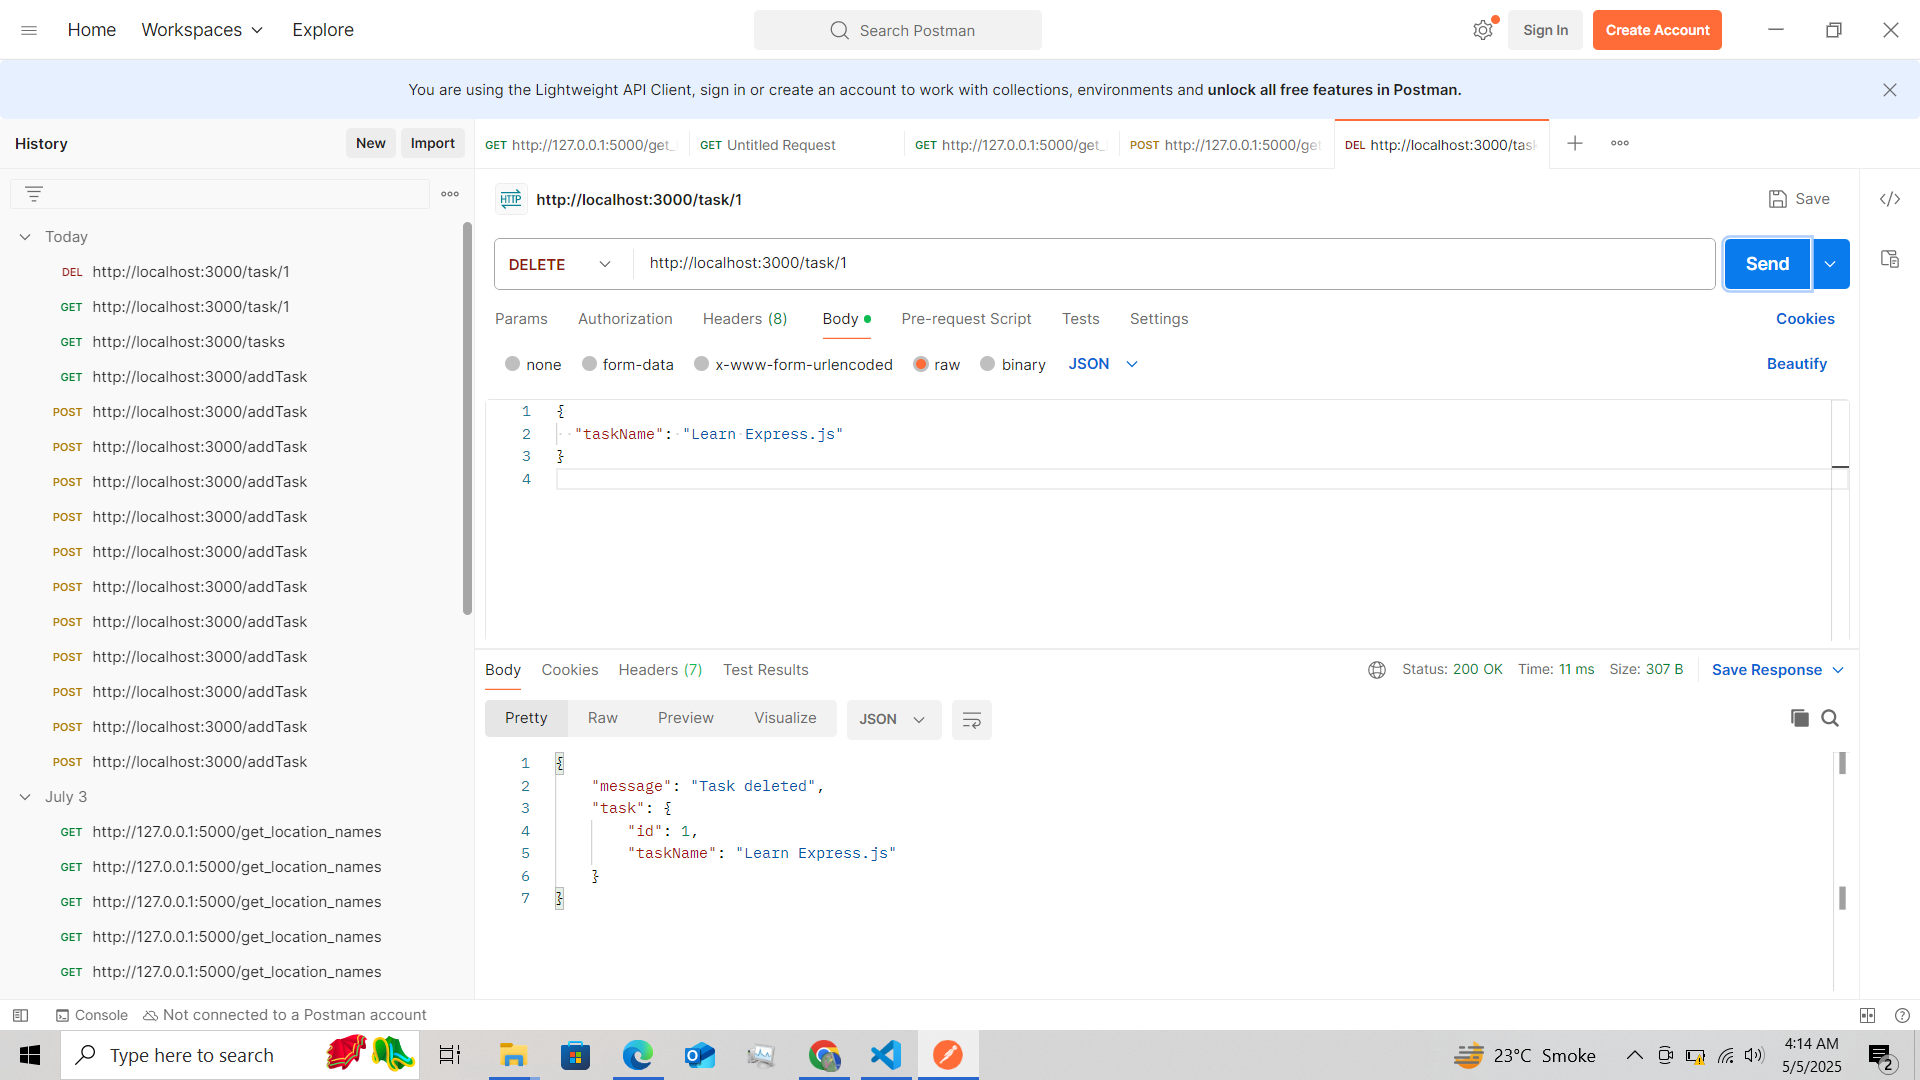 Home Workspaces Explore
Search Postman
Sign In Create Account
You are using the Lightweight API Client, sign in or create an account to work with collections, environments and unlock all free features in Postman.
History New Import
GET http://127.0.0.1:5000/get_ GET Untitled Request GET http://127.0.0.1:5000/get_ POST http://127.0.0.1:5000/get DEL http://localhost:3000/task
HTTP http://localhost:3000/task/1 Save
DELETE http://localhost:3000/task/1 Send
Params Authorization Headers (8) Body Pre-request Script Tests Settings Cookies
none form-data x-www-form-urlencoded raw binary JSON Beautify
1 {
2 "taskName": "Learn Express.js"
3 }
4
Today
DEL http://localhost:3000/task/1
GET http://localhost:3000/task/1
GET http://localhost:3000/tasks
GET http://localhost:3000/addTask
POST http://localhost:3000/addTask
POST http://localhost:3000/addTask
POST http://localhost:3000/addTask
POST http://localhost:3000/addTask
POST http://localhost:3000/addTask
POST http://localhost:3000/addTask
POST http://localhost:3000/addTask
POST http://localhost:3000/addTask
POST http://localhost:3000/addTask
POST http://localhost:3000/addTask
POST http://localhost:3000/addTask
July 3
GET http://127.0.0.1:5000/get_location_names
GET http://127.0.0.1:5000/get_location_names
GET http://127.0.0.1:5000/get_location_names
GET http://127.0.0.1:5000/get_location_names
GET http://127.0.0.1:5000/get_location_names
Body Cookies Headers (7) Test Results Status: 200 OK Time: 11 ms Size: 307 B Save Response
Pretty Raw Preview Visualize JSON
1 {
2 "message": "Task deleted",
3 "task": {
4 "id": 1,
5 "taskName": "Learn Express.js"
6 }
7 }
Console Not connected to a Postman account
Type here to search
23°C Smoke
4:14 AM
5/5/2025
2